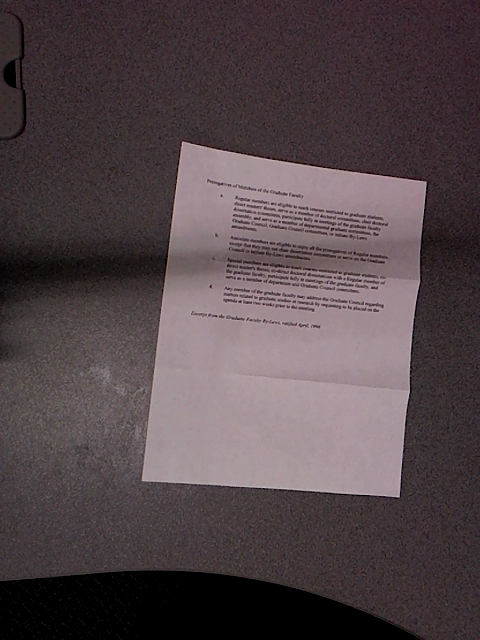 Prerogatives of Members of the Graduate Faculty
a. Regular members are eligible to teach courses restricted to graduate students,
direct masters' theses, serve as a member of doctoral committees, chair doctoral
dissertation committees, participate fully in meetings of the graduate faculty
assembly, and serve as a member of departmental graduate committees, the
Graduate Council, Graduate Council committees, or initiate By-Laws
amendments.
b. Associate members are eligible to enjoy all the prerogatives of Regular members,
except that they may not chair dissertation committees or serve on the Graduate
Council or initiate By-Laws amendments.
c. Special members are eligible to teach courses restricted to graduate students, to
direct master's theses, co-direct doctoral dissertations with a Regular member of
the graduate faculty, participate fully in meetings of the graduate faculty, and
serve as a member of department and Graduate Council committees.
d. Any member of the graduate faculty may address the Graduate Council regarding
matters related to graduate studies or research by requesting to be placed on the
agenda at least two weeks prior to the meeting.
Excerpt from the Graduate Faculty By-Laws, ratified April, 1996